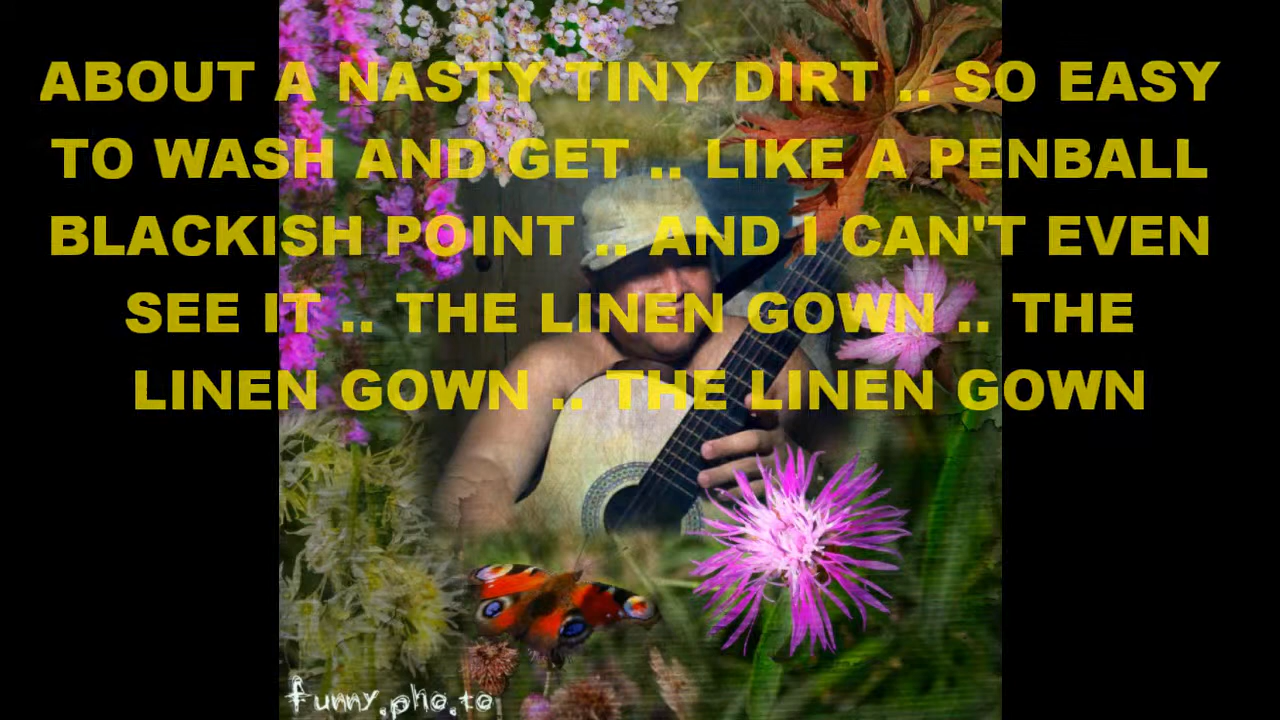 ABOUT A NASTY TINY DIRT .. SO EASY
TO WASH AND GET .. LIKE A PENBALL
BLACKISH POINT .. AND I CAN'T EVEN
SEE IT .. THE LINEN GOWN .. THE
LINEN GOWN .. THE LINEN GOWN
funny.pho.to